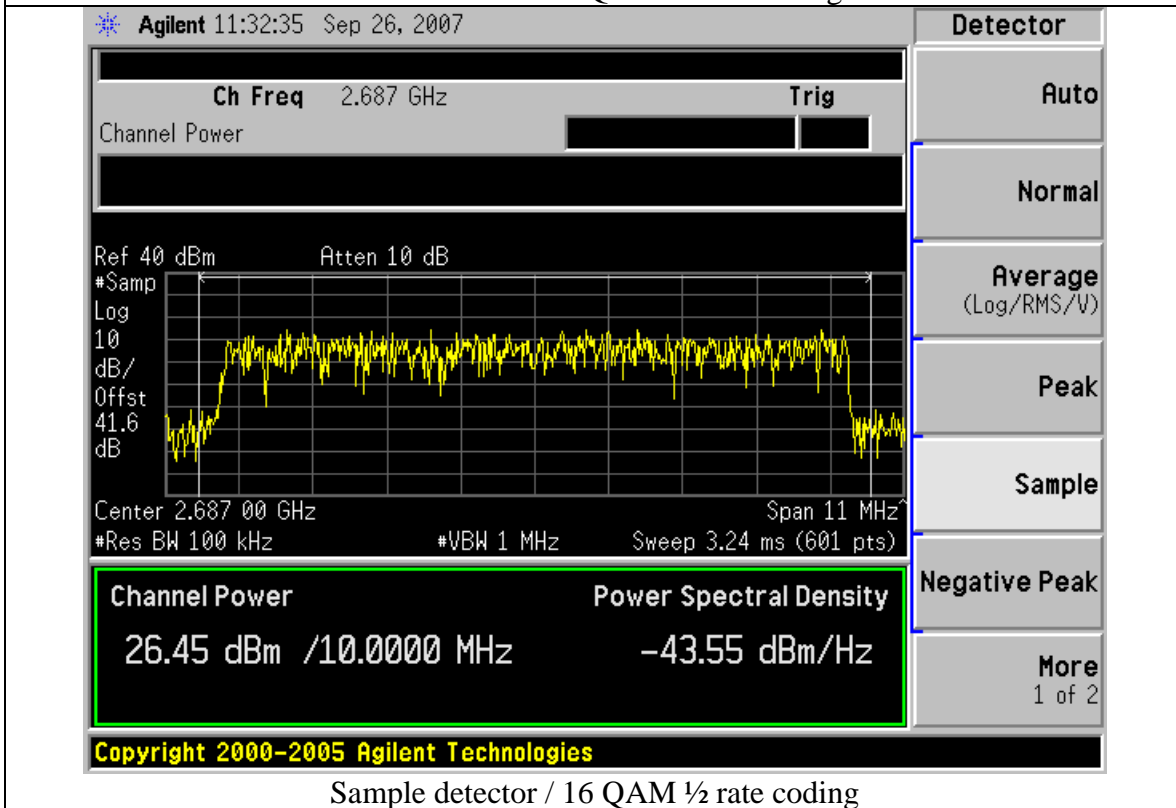 Agilent 11:32:35 Sep 26, 2007
Detector
Ch Freq 2.687 GHz Trig
Channel Power
Auto
Normal
Average
(Log/RMS/V)
Peak
Sample
Negative Peak
More
1 of 2
Ref 40 dBm Atten 10 dB
#Samp
Log
10
dB/
Offst
41.6
dB
Center 2.687 00 GHz Span 11 MHz^
#Res BW 100 kHz #VBW 1 MHz Sweep 3.24 ms (601 pts)
Channel Power Power Spectral Density
26.45 dBm /10.0000 MHz -43.55 dBm/Hz
Copyright 2000-2005 Agilent Technologies
Sample detector / 16 QAM ½ rate coding